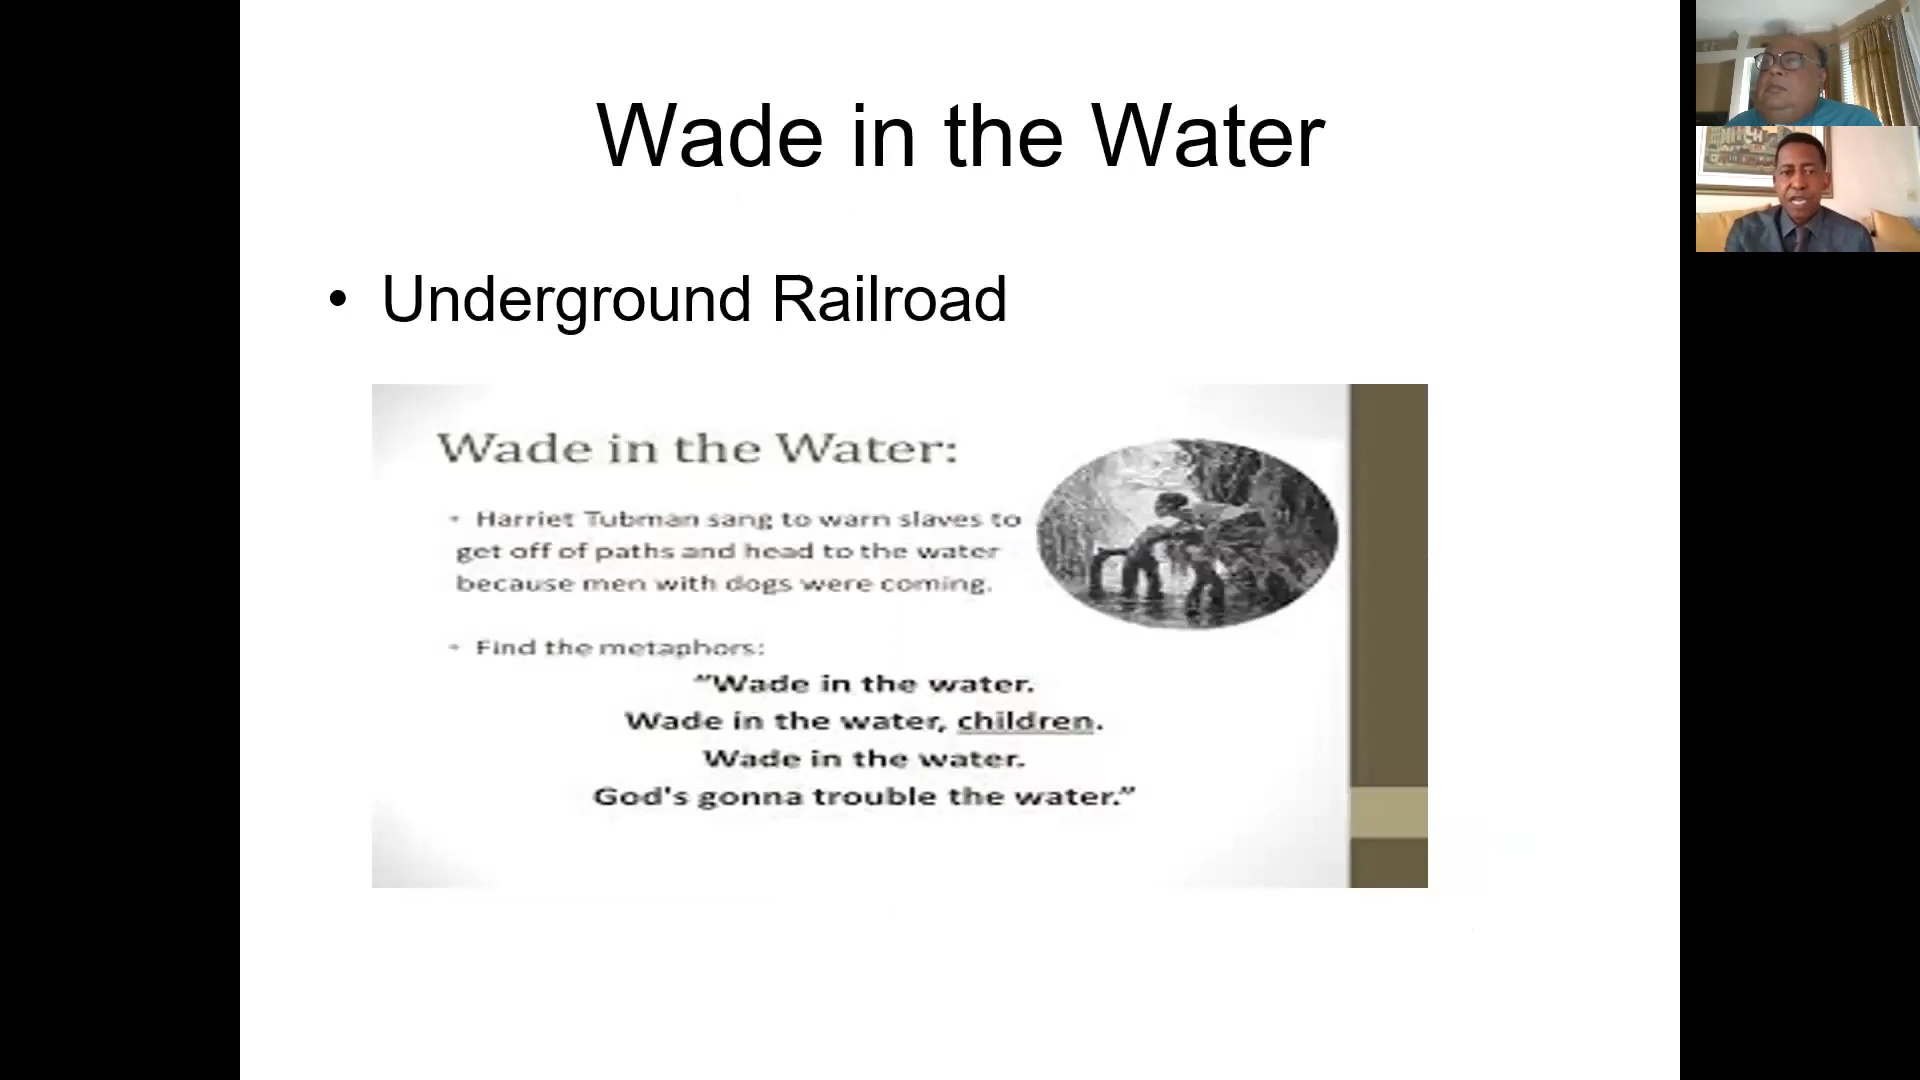 Wade in the Water
• Underground Railroad
Wade in the Water:
• Harriet Tubman sang to warn slaves to
get off of paths and head to the water
because men with dogs were coming.
• Find the metaphors:
“Wade in the water.
Wade in the water, children.
Wade in the water.
God's gonna trouble the water.”